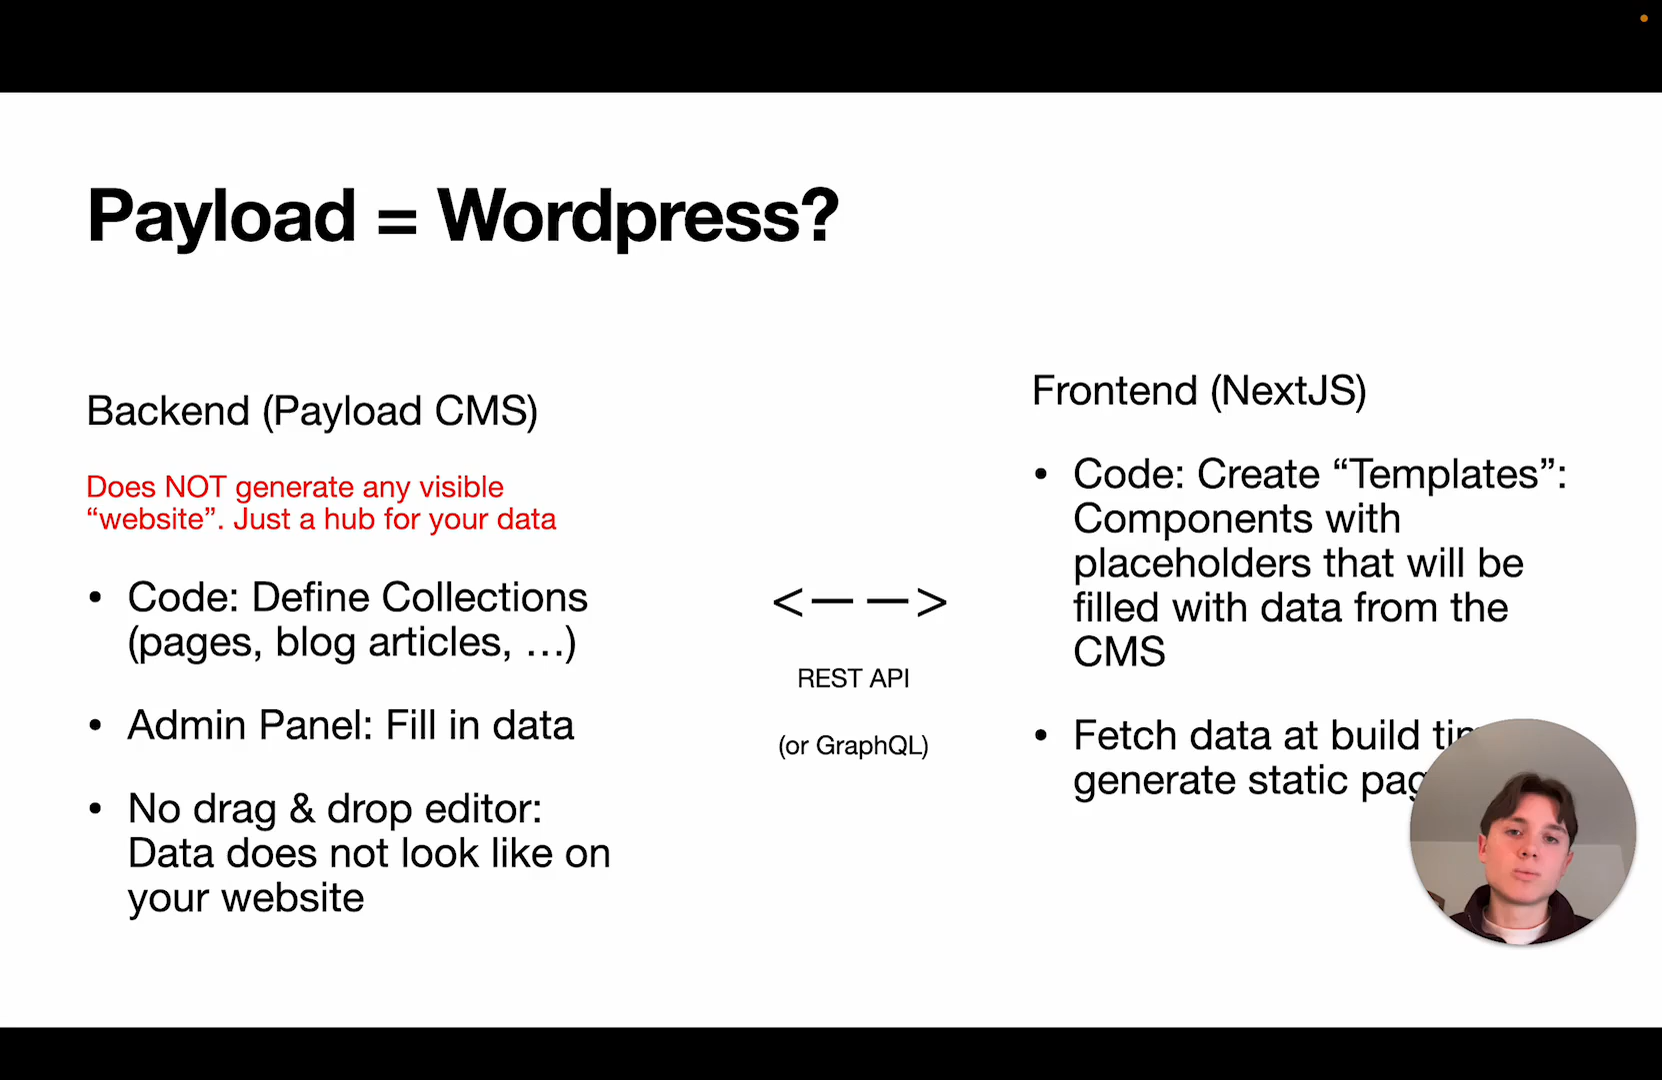 Payload = Wordpress?
Backend (Payload CMS)
Does NOT generate any visible
“website”. Just a hub for your data
• Code: Define Collections
(pages, blog articles, …)
• Admin Panel: Fill in data
• No drag & drop editor:
Data does not look like on
your website
<— —>
REST API
(or GraphQL)
Frontend (NextJS)
• Code: Create “Templates”:
Components with
placeholders that will be
filled with data from the
CMS
• Fetch data at build
generate static